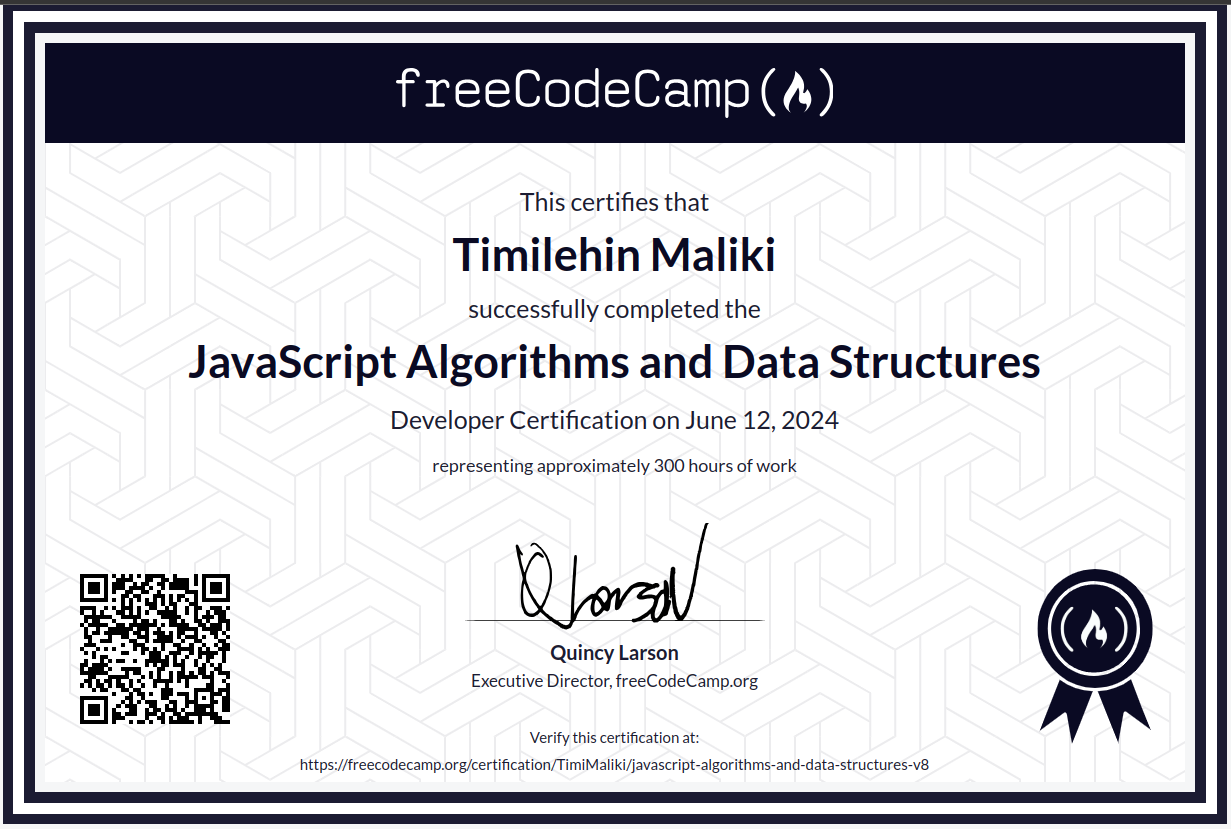 freeCodeCamp
This certifies that
Timilehin Maliki
successfully completed the
JavaScript Algorithms and Data Structures
Developer Certification on June 12, 2024
representing approximately 300 hours of work
Quincy Larson
Executive Director, freeCodeCamp.org
Verify this certification at:
https://freecodecamp.org/certification/TimiMaliki/javascript-algorithms-and-data-structures-v8